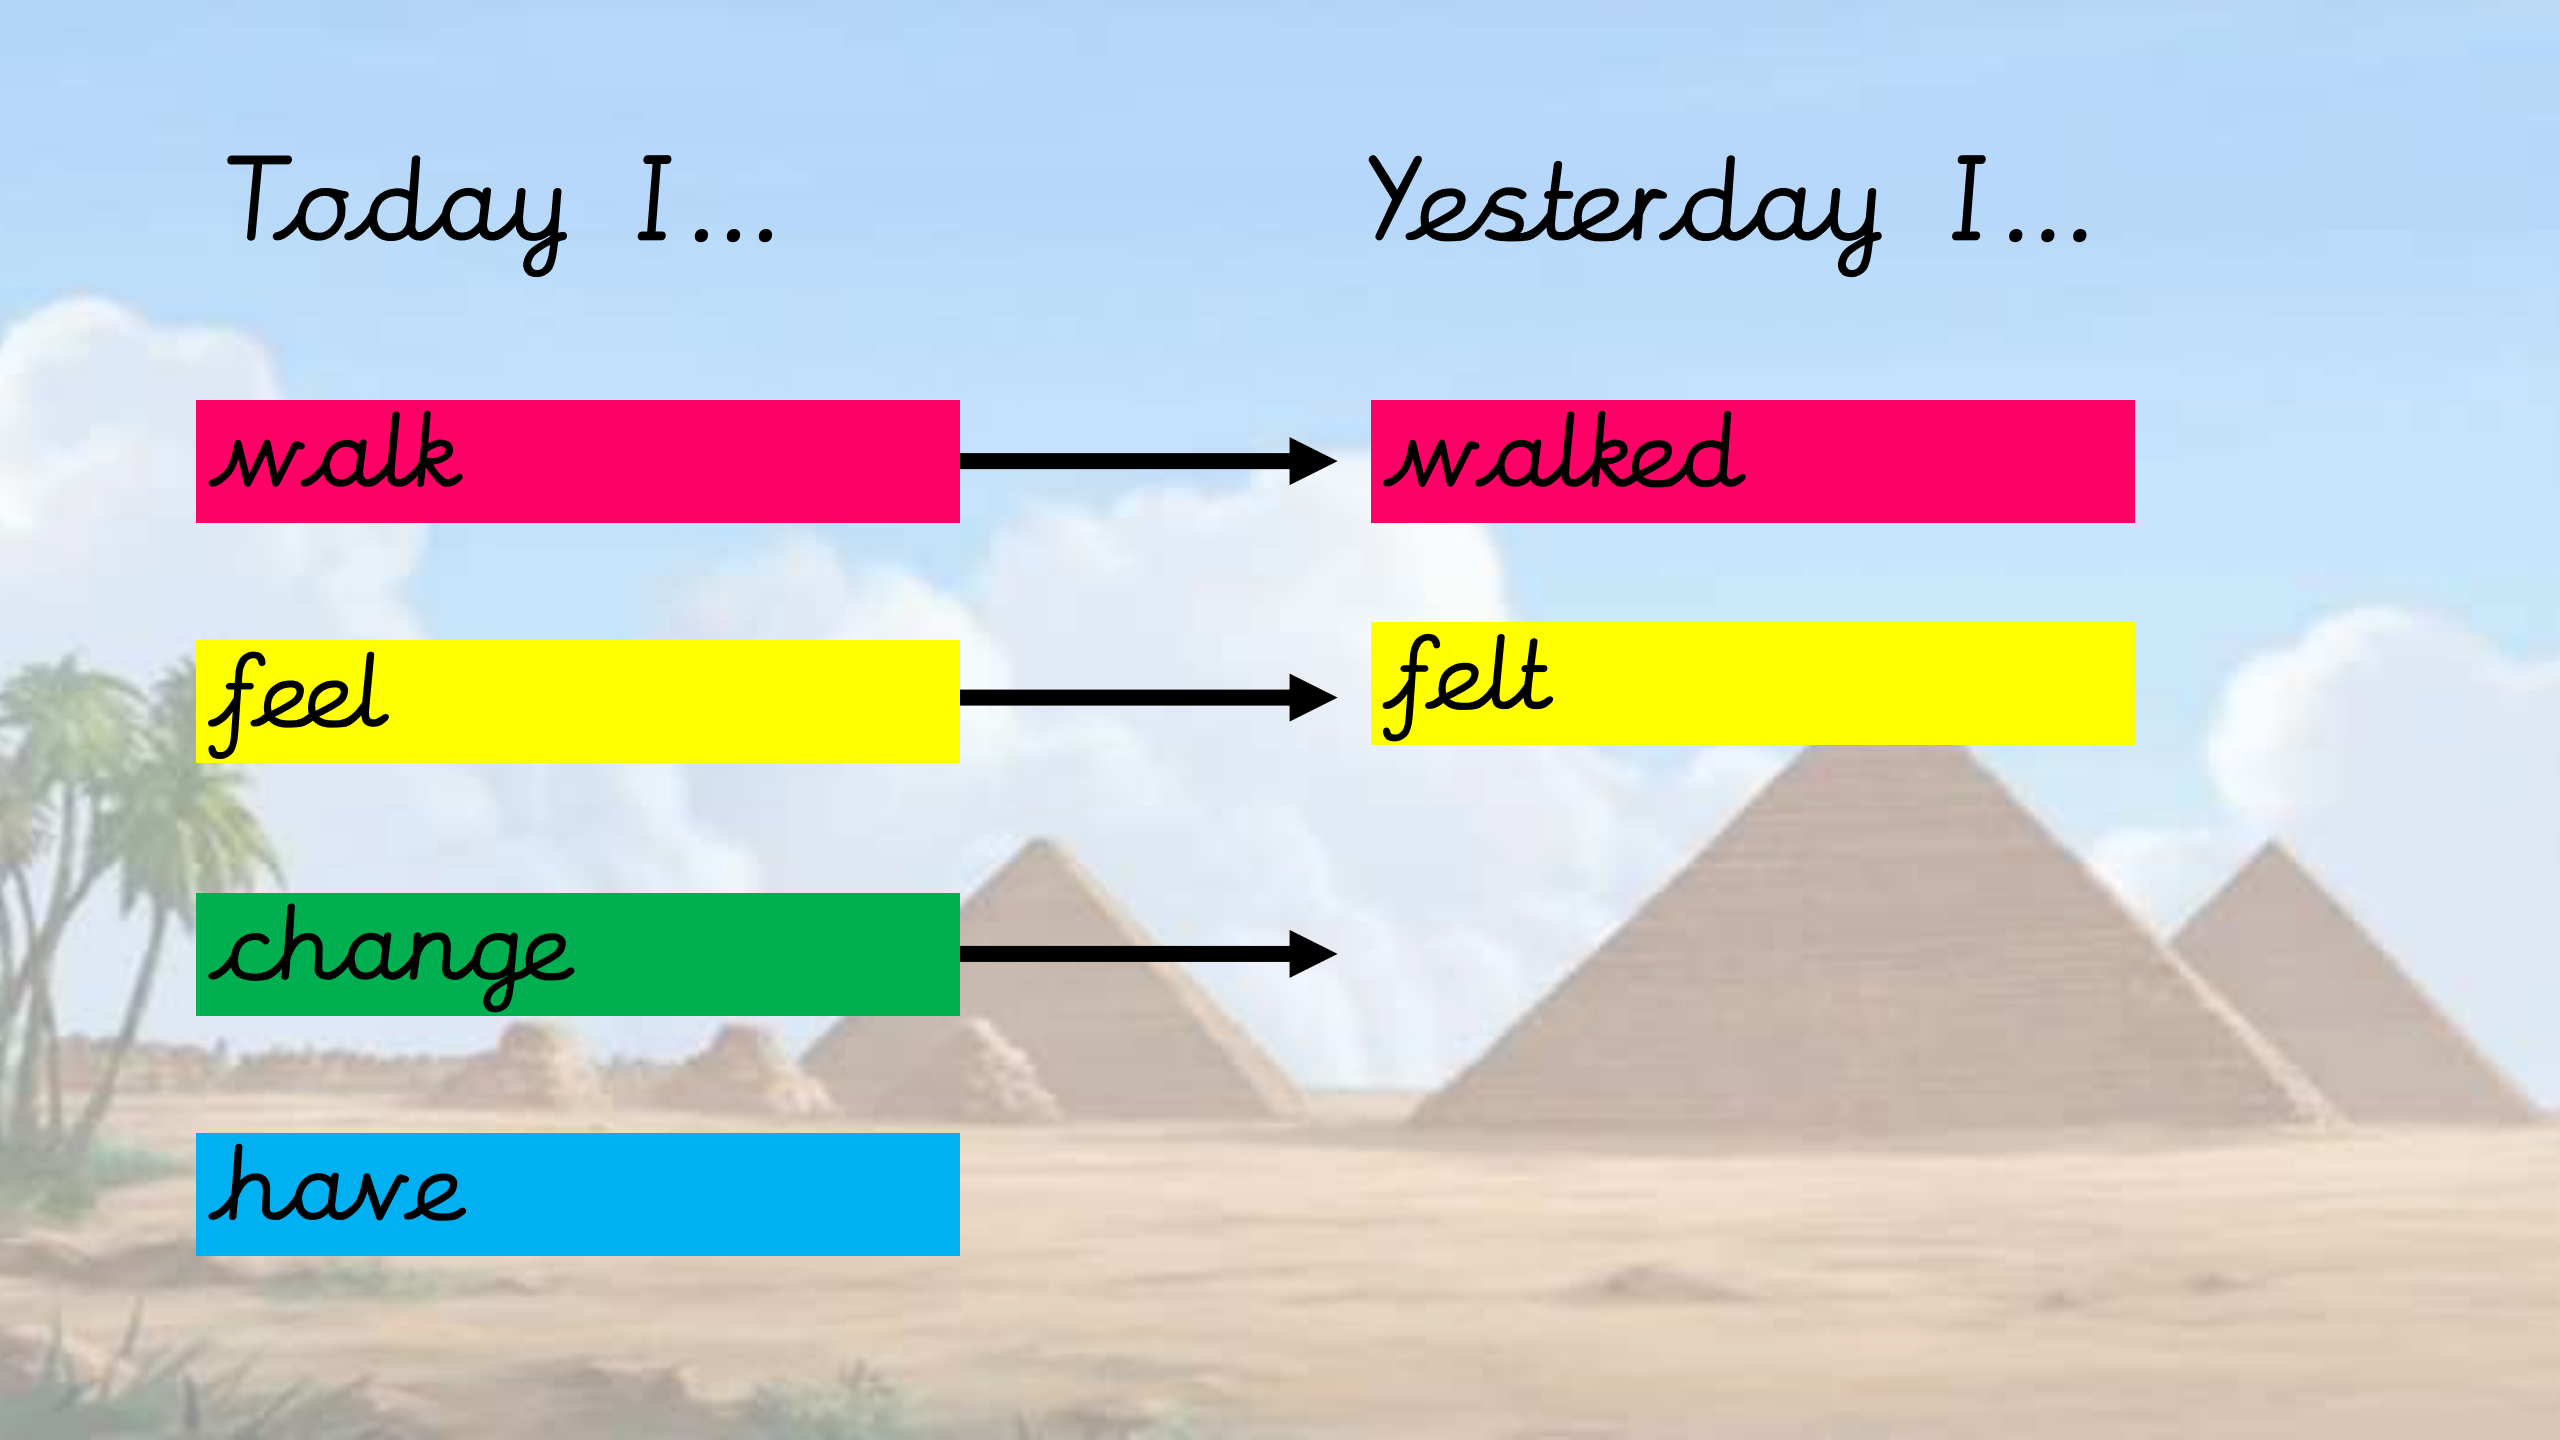 Today I...
Yesterday I...
walk
walked
feel
felt
change
have